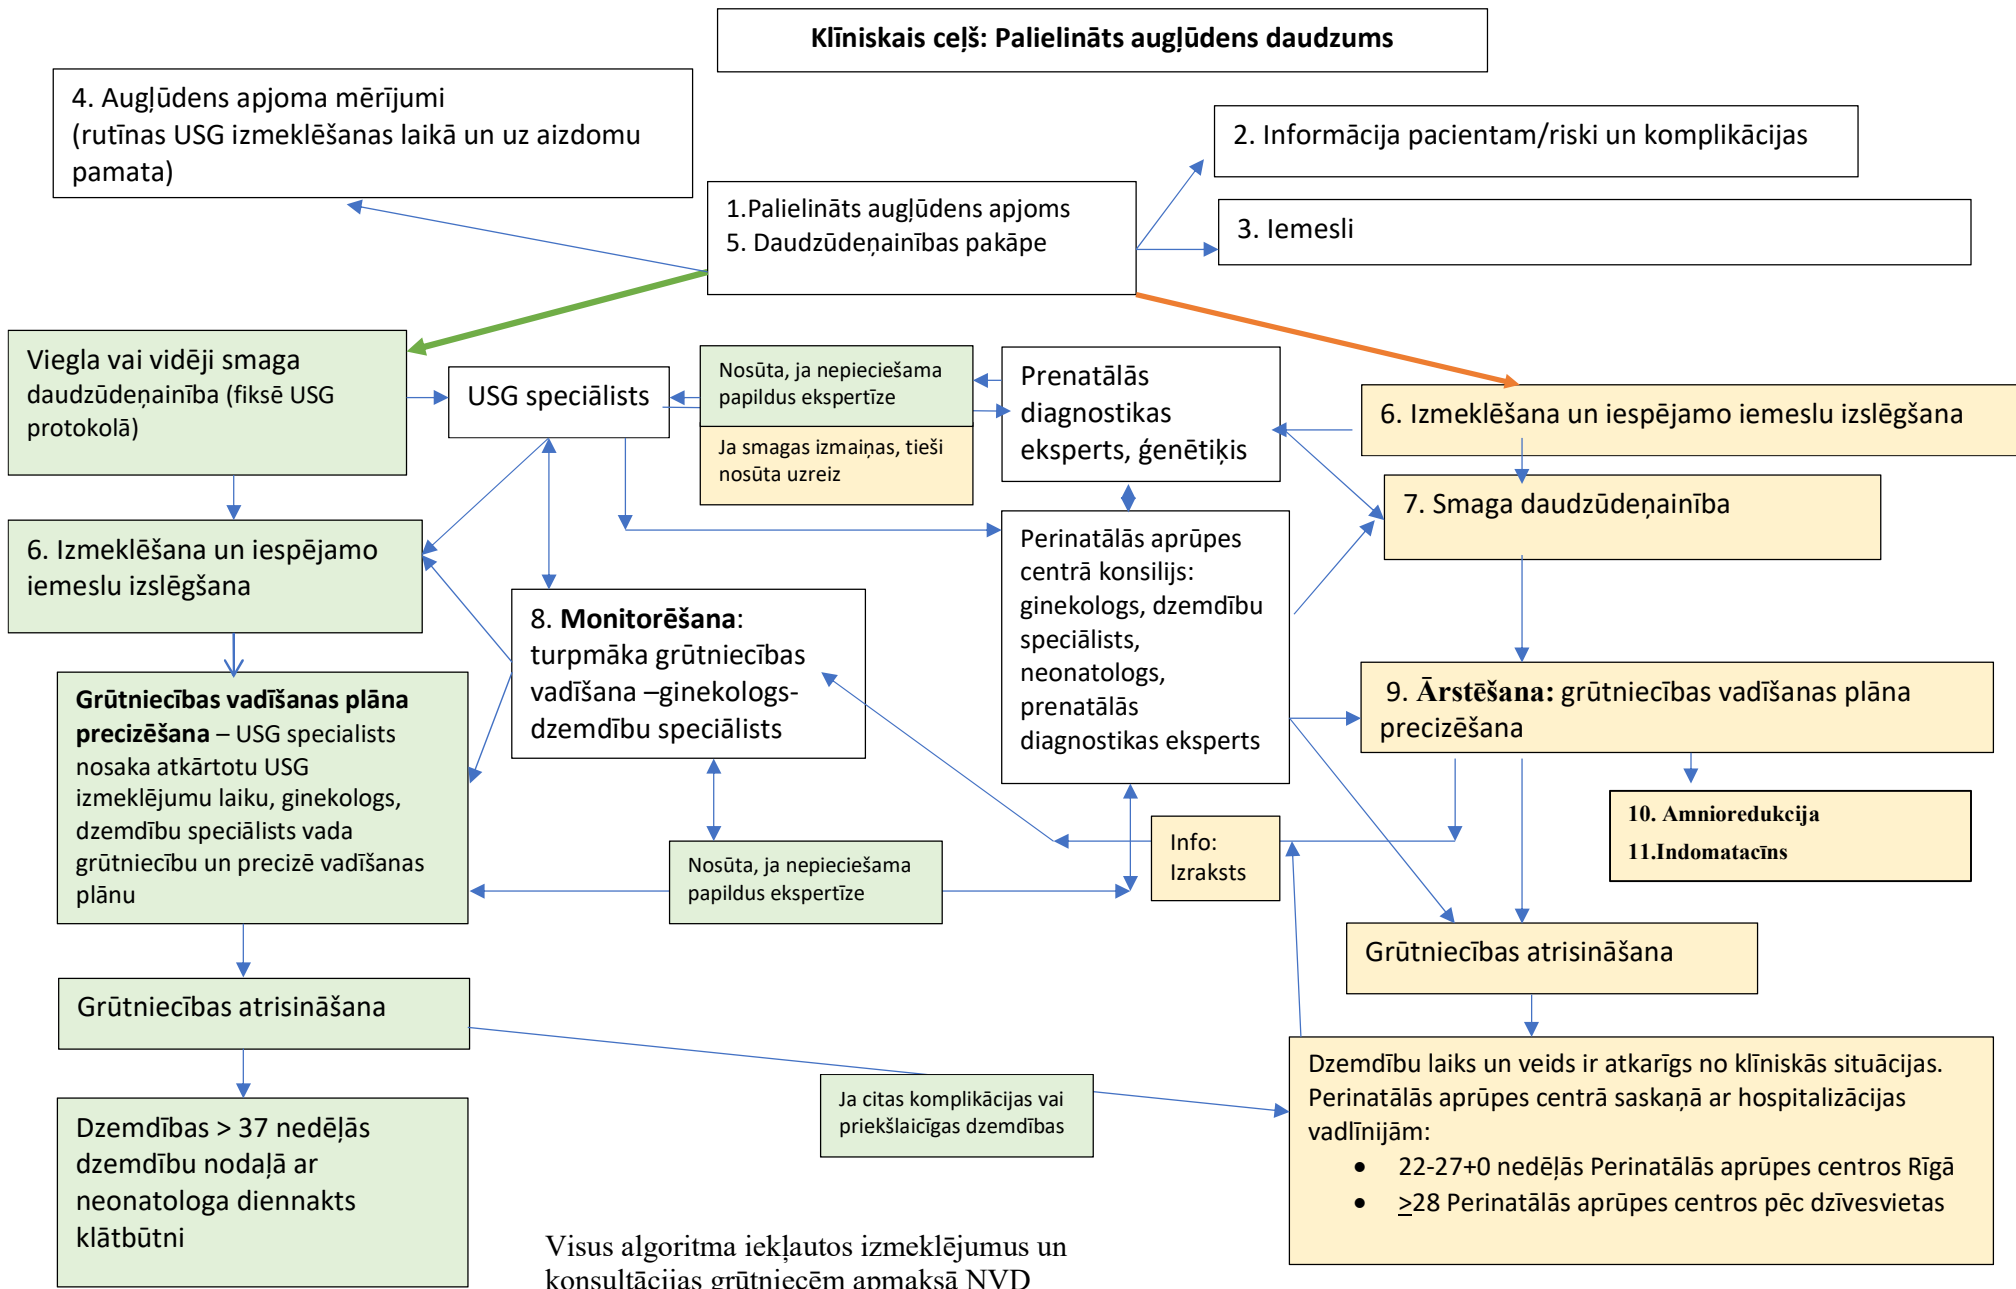 Klīniskais ceļš: Palielināts augļūdens daudzums
4. Augļūdens apjoma mērījumi
(rutīnas USG izmeklēšanas laikā un uz aizdomu
pamata)
2. Informācija pacientam/riski un komplikācijas
1.Palielināts augļūdens apjoms
5. Daudzūdeņainības pakāpe
3. Iemesli
Viegla vai vidēji smaga
daudzūdeņainība (fiksē USG
protokolā)
USG speciālists
Nosūta, ja nepieciešama
papildus ekspertīze
Ja smagas izmaiņas, tieši
nosūta uzreiz
Prenatālās
diagnostikas
eksperts, ģenētiķis
6. Izmeklēšana un iespējamo iemeslu izslēgšana
7. Smaga daudzūdeņainība
6. Izmeklēšana un iespējamo
iemeslu izslēgšana
8. Monitorēšana:
turpmāka grūtniecības
vadīšana –ginekologs-
dzemdību speciālists
Perinatālās aprūpes
centrā konsilijs:
ginekologs, dzemdību
speciālists,
neonatologs,
prenatālās
diagnostikas eksperts
9. Ārstēšana: grūtniecības vadīšanas plāna
precizēšana
Grūtniecības vadīšanas plāna
precizēšana – USG specialists
nosaka atkārtotu USG
izmeklējumu laiku, ginekologs,
dzemdību speciālists vada
grūtniecību un precizē vadīšanas
plānu
10. Amnioredukcija
11.Indomatacīns
Info:
Izraksts
Nosūta, ja nepieciešama
papildus ekspertīze
Grūtniecības atrisināšana
Grūtniecības atrisināšana
Ja citas komplikācijas vai
priekšlaicīgas dzemdības
Dzemdību laiks un veids ir atkarīgs no klīniskās situācijas.
Perinatālās aprūpes centrā saskaņā ar hospitalizācijas
vadlīnijām:
• 22-27+0 nedēļās Perinatālās aprūpes centros Rīgā
• >28 Perinatālās aprūpes centros pēc dzīvesvietas
Dzemdības > 37 nedēļās
dzemdību nodaļā ar
neonatologa diennakts
klātbūtni
Visus algoritma iekļautos izmeklējumus un
konsultācijas grūtniecēm apmaksā NVD